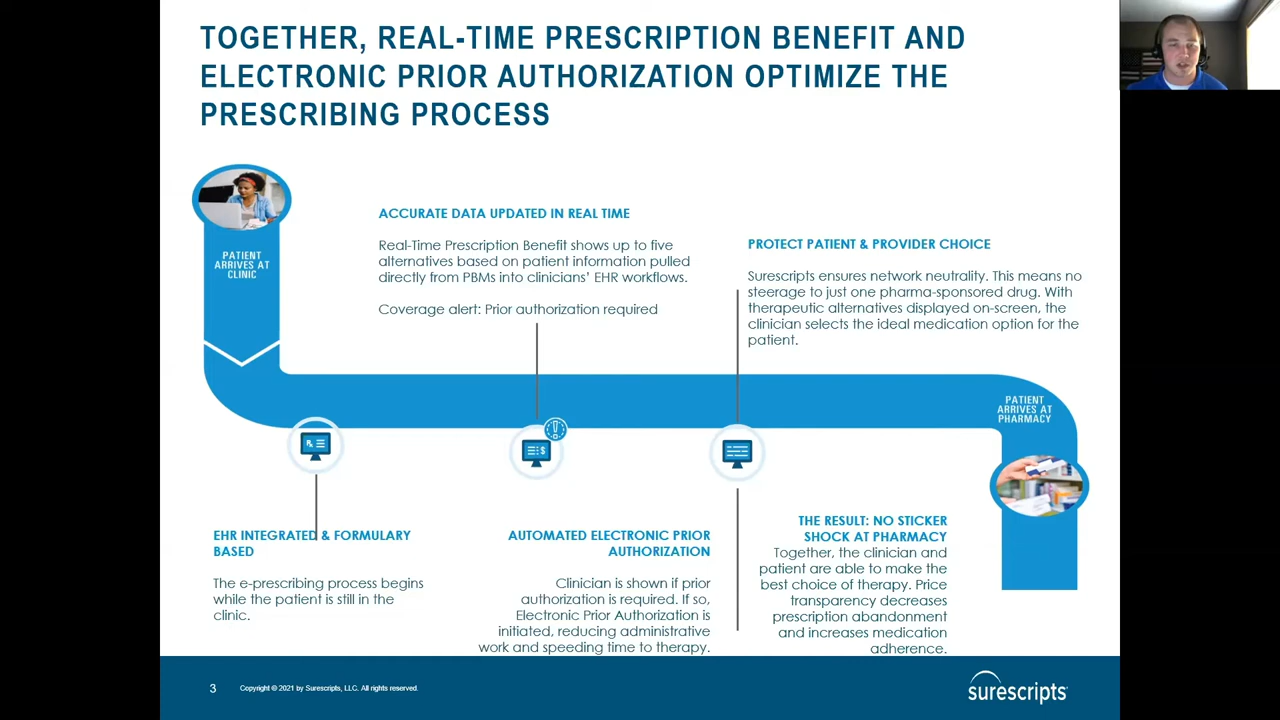 TOGETHER, REAL-TIME PRESCRIPTION BENEFIT AND
ELECTRONIC PRIOR AUTHORIZATION OPTIMIZE THE
PRESCRIBING PROCESS
PATIENT
ARRIVES AT
CLINIC
ACCURATE DATA UPDATED IN REAL TIME
Real-Time Prescription Benefit shows up to five
alternatives based on patient information pulled
directly from PBMs into clinicians’ EHR workflows.
Coverage alert: Prior authorization required
PROTECT PATIENT & PROVIDER CHOICE
Surescripts ensures network neutrality. This means no
steerage to just one pharma-sponsored drug. With
therapeutic alternatives displayed on-screen, the
clinician selects the ideal medication option for the
patient.
PATIENT
ARRIVES AT
PHARMACY
Rx
$
!
EHR INTEGRATED & FORMULARY
BASED
The e-prescribing process begins
while the patient is still in the
clinic.
AUTOMATED ELECTRONIC PRIOR
AUTHORIZATION
Clinician is shown if prior
authorization is required. If so,
Electronic Prior Authorization is
initiated, reducing administrative
work and speeding time to therapy.
THE RESULT: NO STICKER
SHOCK AT PHARMACY
Together, the clinician and
patient are able to make the
best choice of therapy. Price
transparency decreases
prescription abandonment
and increases medication
adherence.
3
Copyright © 2021 by Surescripts, LLC. All rights reserved.
surescripts